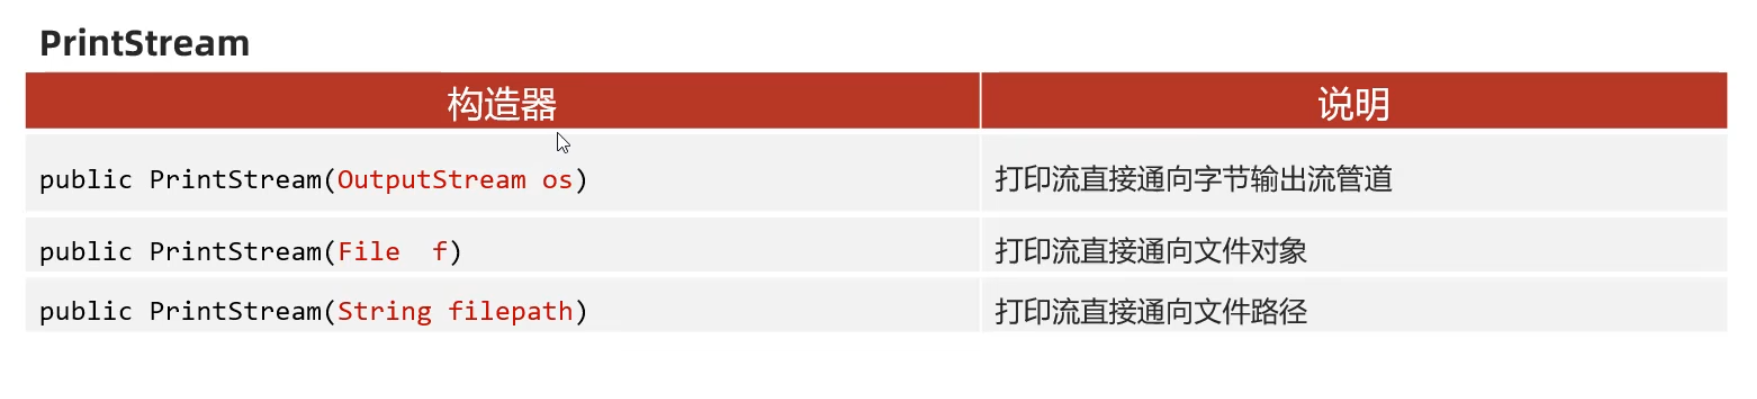 PrintStream
构造器 说明
public PrintStream(OutputStream os) 打印流直接通向字节输出流管道
public PrintStream(File  f) 打印流直接通向文件对象
public PrintStream(String filepath) 打印流直接通向文件路径